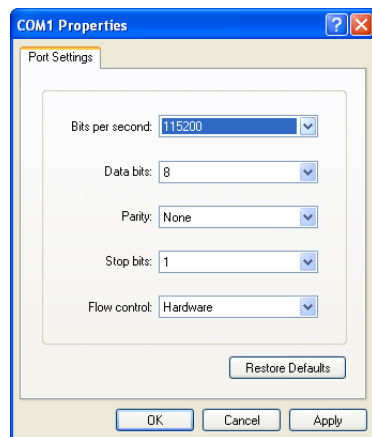 COM1 Properties
Port Settings
Bits per second: 115200
Data bits: 8
Parity: None
Stop bits: 1
Flow control: Hardware
Restore Defaults
OK Cancel Apply